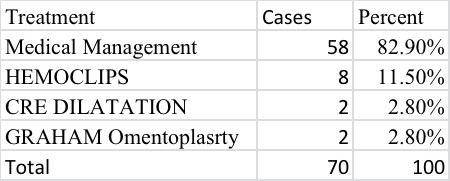 Treatment Cases Percent
Medical Management 58 82.90%
HEMOCLIPS 8 11.50%
CRE DILATATION 2 2.80%
GRAHAM Omentoplasrty 2 2.80%
Total 70 100